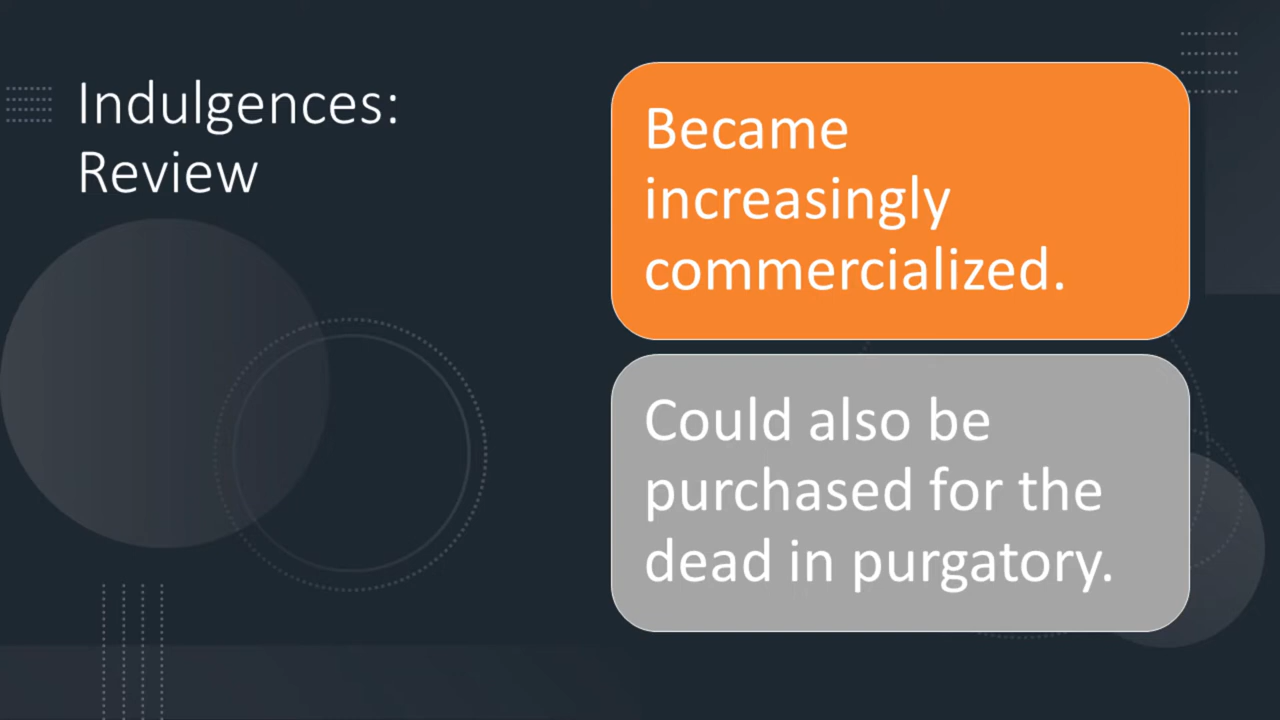 Indulgences:
Review
Became
increasingly
commercialized.
Could also be
purchased for the
dead in purgatory.